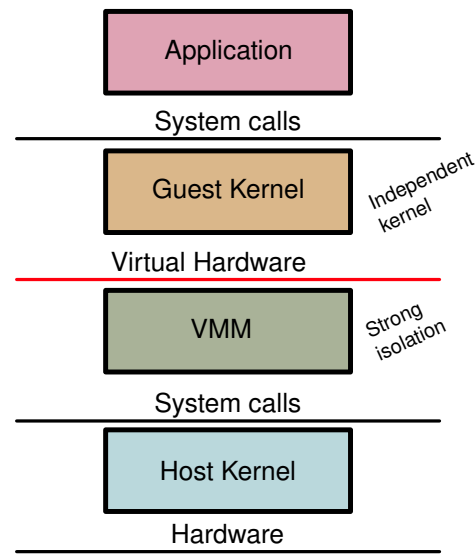 Application
System calls
Guest Kernel
Independent
kernel
Virtual Hardware
VMM
Strong
isolation
System calls
Host Kernel
Hardware